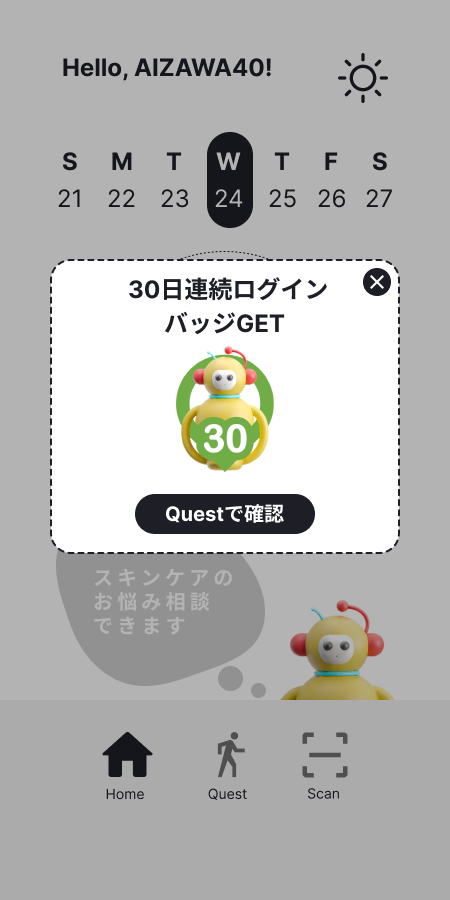 Hello, AIZAWA40!
S M T W T F S
21 22 23 24 25 26 27
30日連続ログイン
バッジGET
30
Questで確認
スキンケアの
お悩み相談
できます
Home Quest Scan